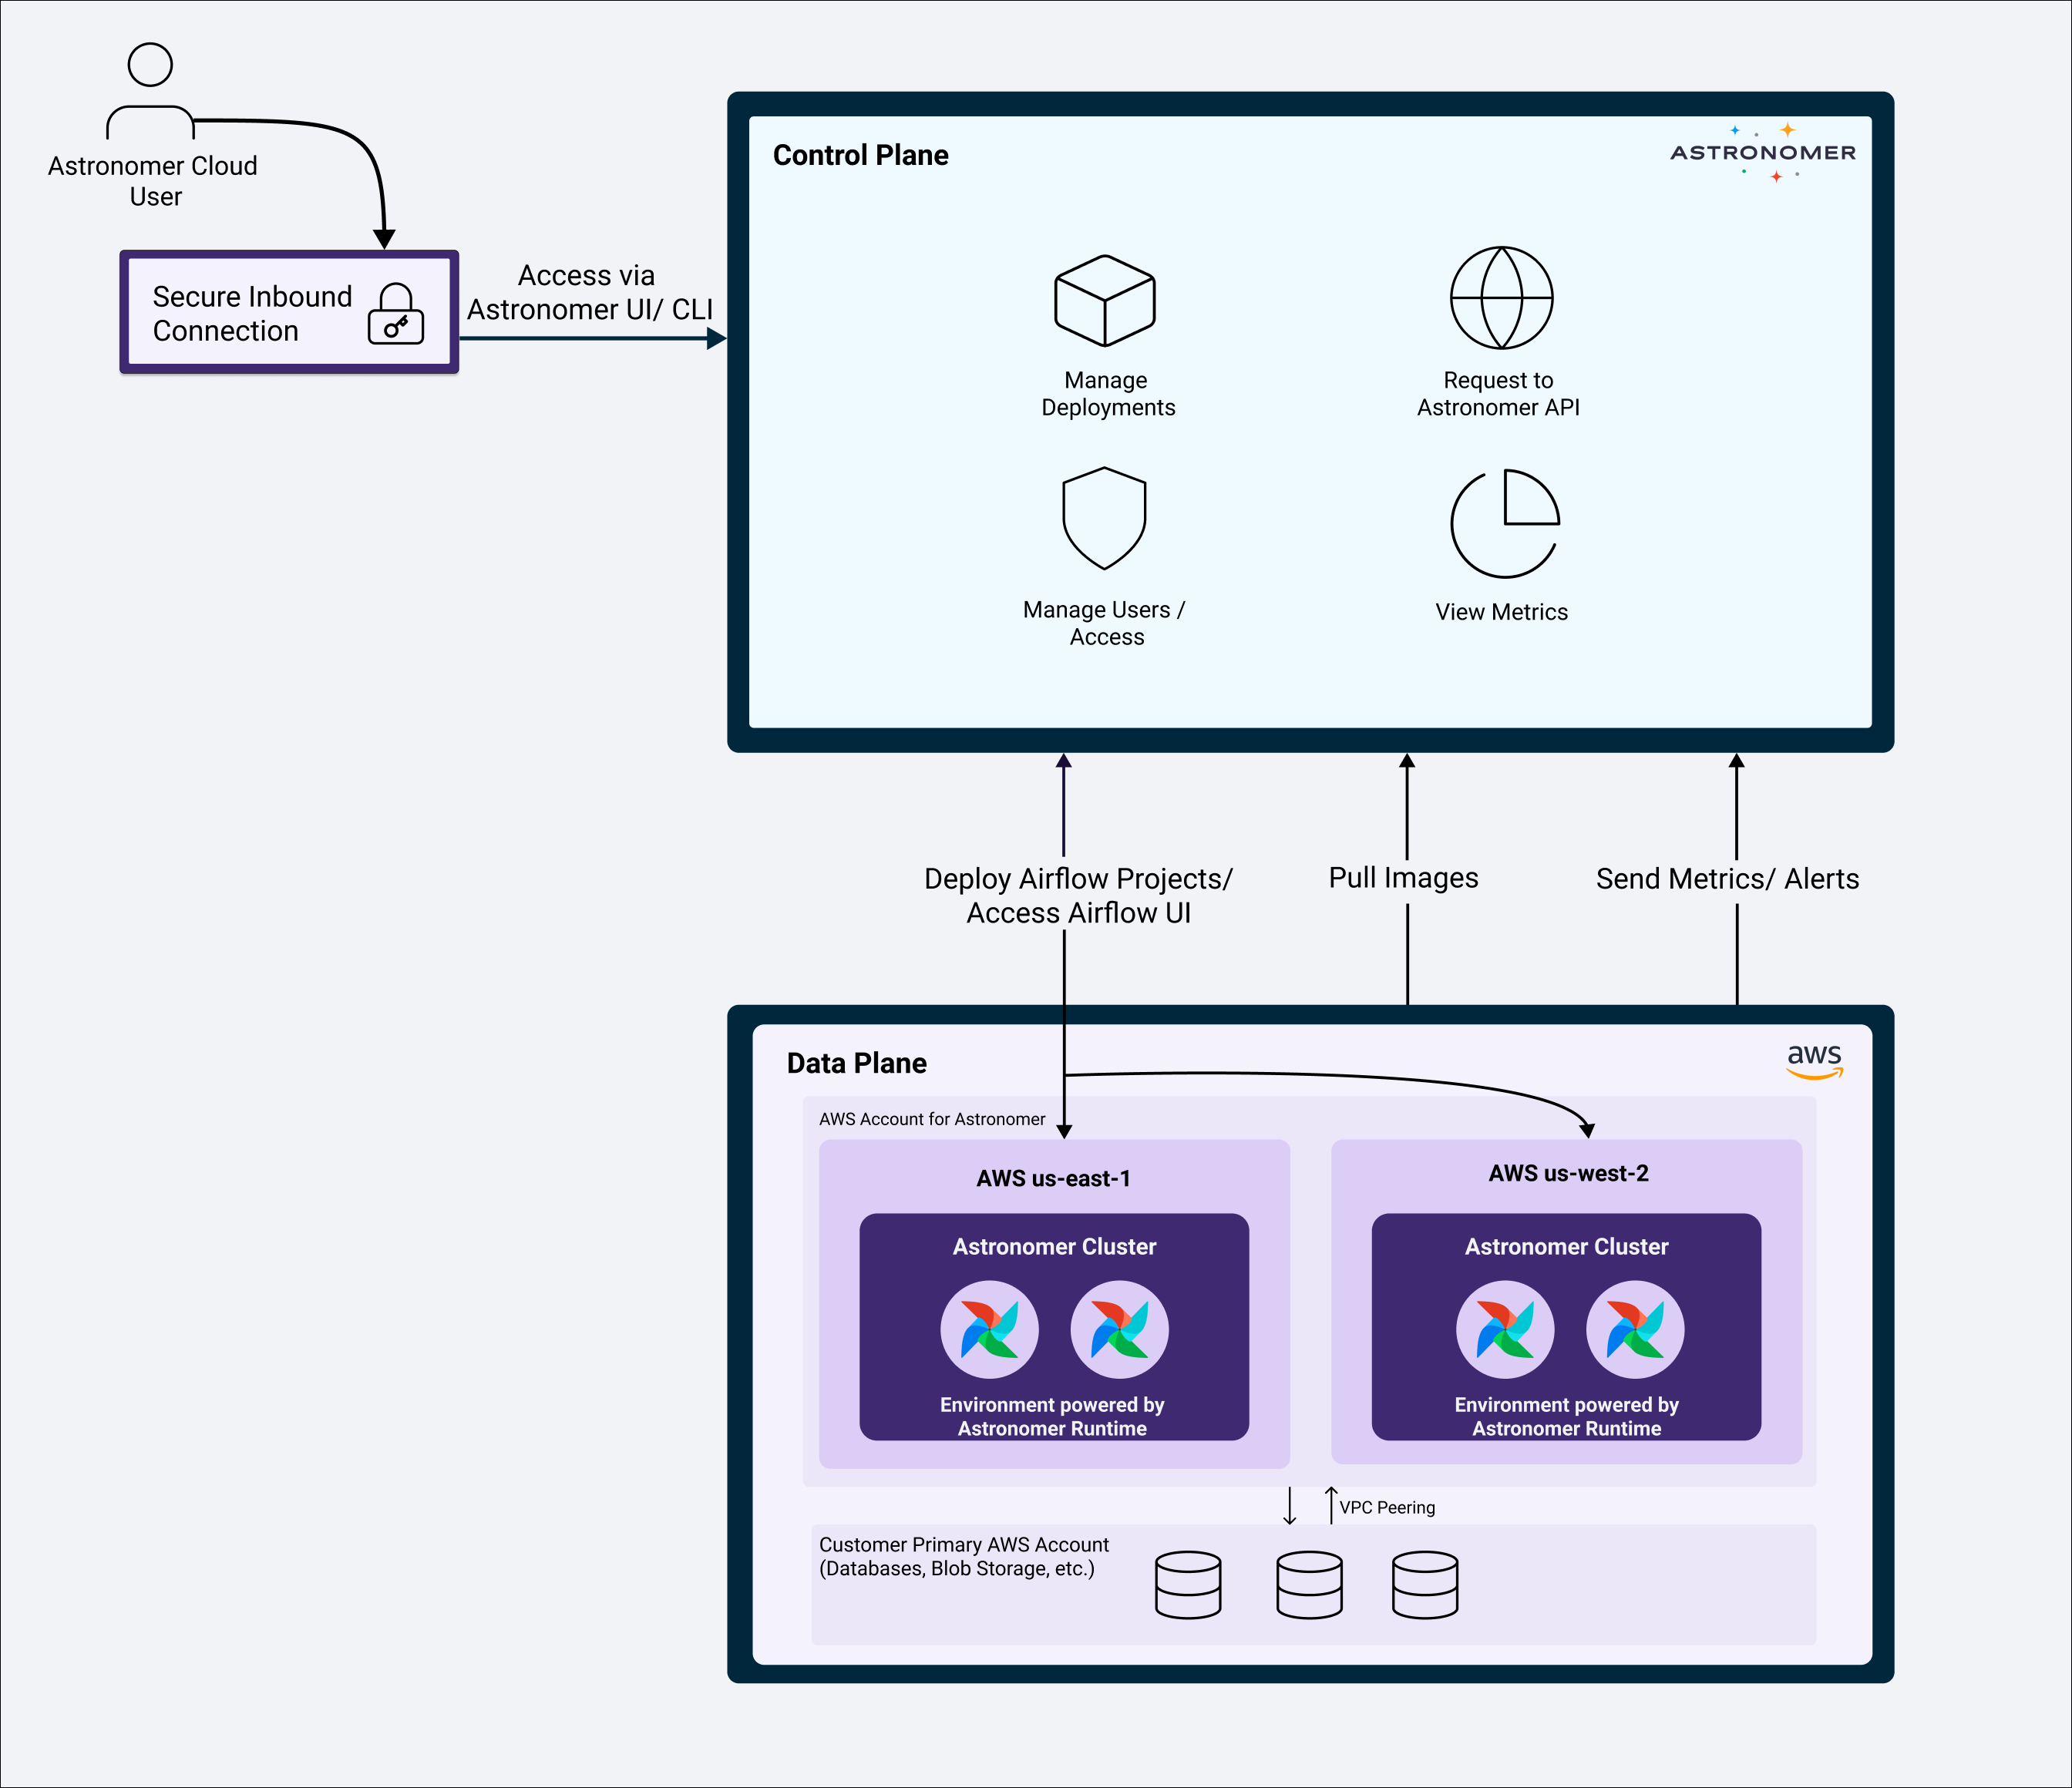 Astronomer Cloud
User
Secure Inbound
Connection
Access via
Astronomer UI/ CLI
Control Plane
ASTRONOMER
Manage
Deployments
Request to
Astronomer API
Manage Users /
Access
View Metrics
Deploy Airflow Projects/
Access Airflow UI
Pull Images
Send Metrics/ Alerts
Data Plane
aws
AWS Account for Astronomer
AWS us-east-1
Astronomer Cluster
Environment powered by
Astronomer Runtime
AWS us-west-2
Astronomer Cluster
Environment powered by
Astronomer Runtime
VPC Peering
Customer Primary AWS Account
(Databases, Blob Storage, etc.)